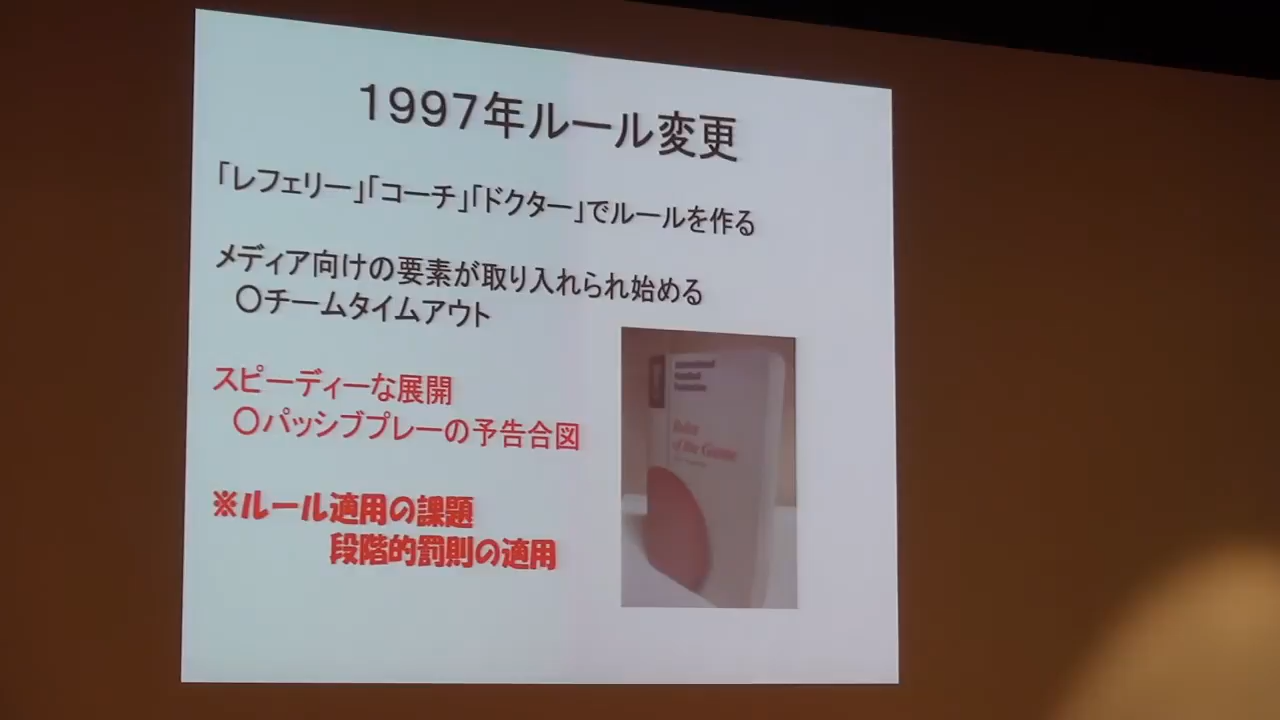 1997年ルール変更
「レフェリー」「コーチ」「ドクター」でルールを作る
メディア向けの要素が取り入れられ始める
〇チームタイムアウト
スピーディーな展開
〇パッシブプレーの予告合図
※ルール適用の課題
段階的罰則の適用
International
Handball
Federation
Rules
of the Game